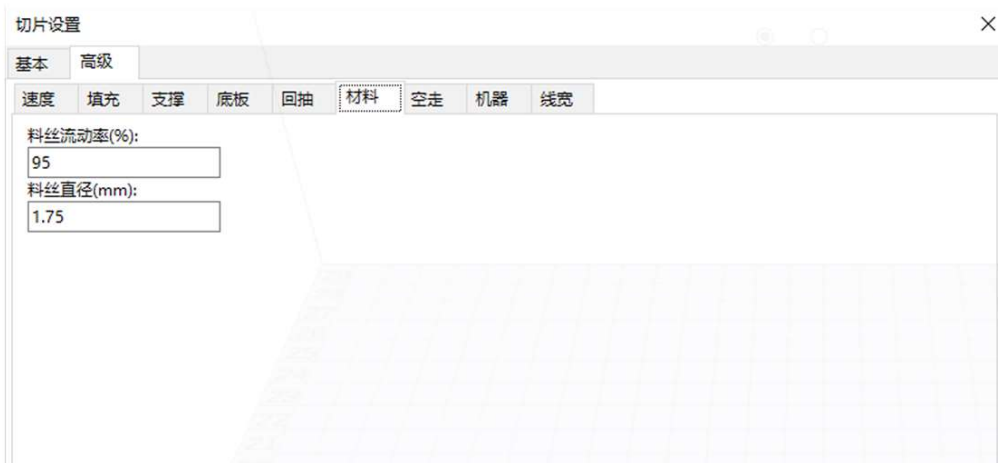 切片设置
基本 高级
速度 填充 支撑 底板 回抽 材料 空走 机器 线宽
料丝流动率(%):
95
料丝直径(mm):
1.75